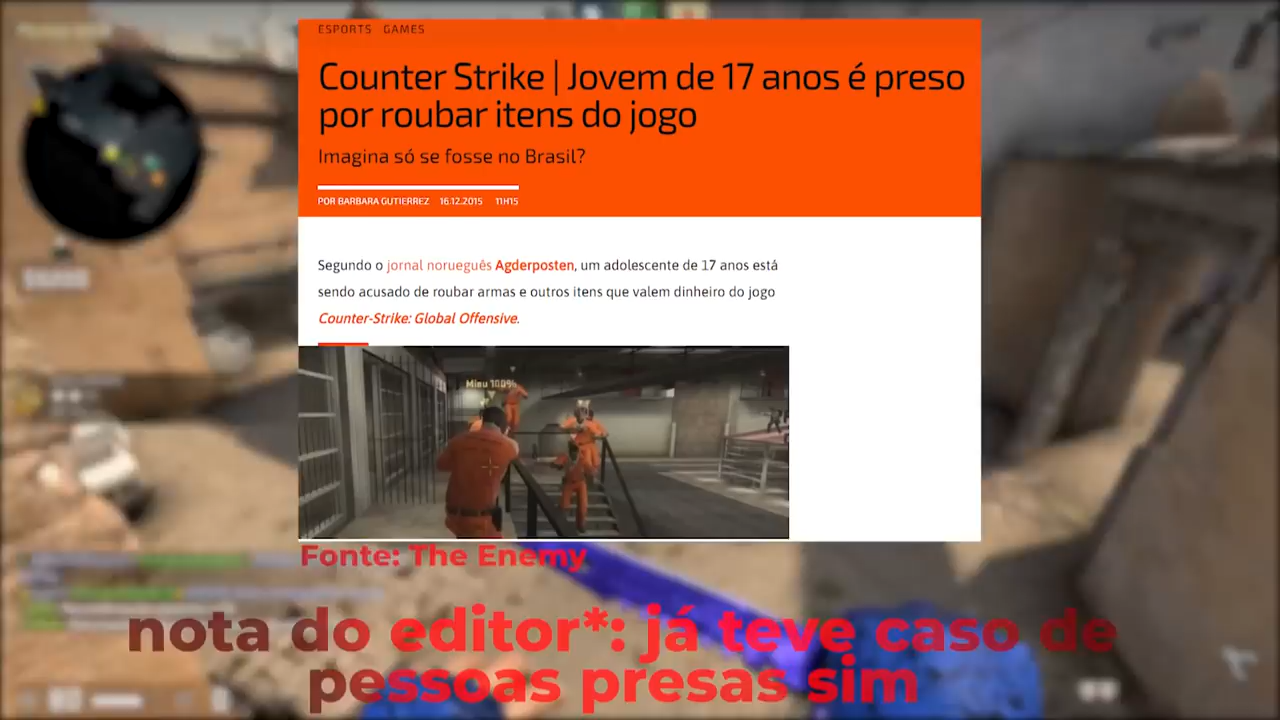 ESPORTS GAMES
Counter Strike | Jovem de 17 anos é preso
por roubar itens do jogo
Imagina só se fosse no Brasil?
POR BARBARA GUTIERREZ 16.12.2015 11H15
Segundo o jornal norueguês Agderposten, um adolescente de 17 anos está
sendo acusado de roubar armas e outros itens que valem dinheiro do jogo
Counter-Strike: Global Offensive.
Minu 100%
Fonte: The Enemy
nota do editor*: já teve caso de
pessoas presas sim